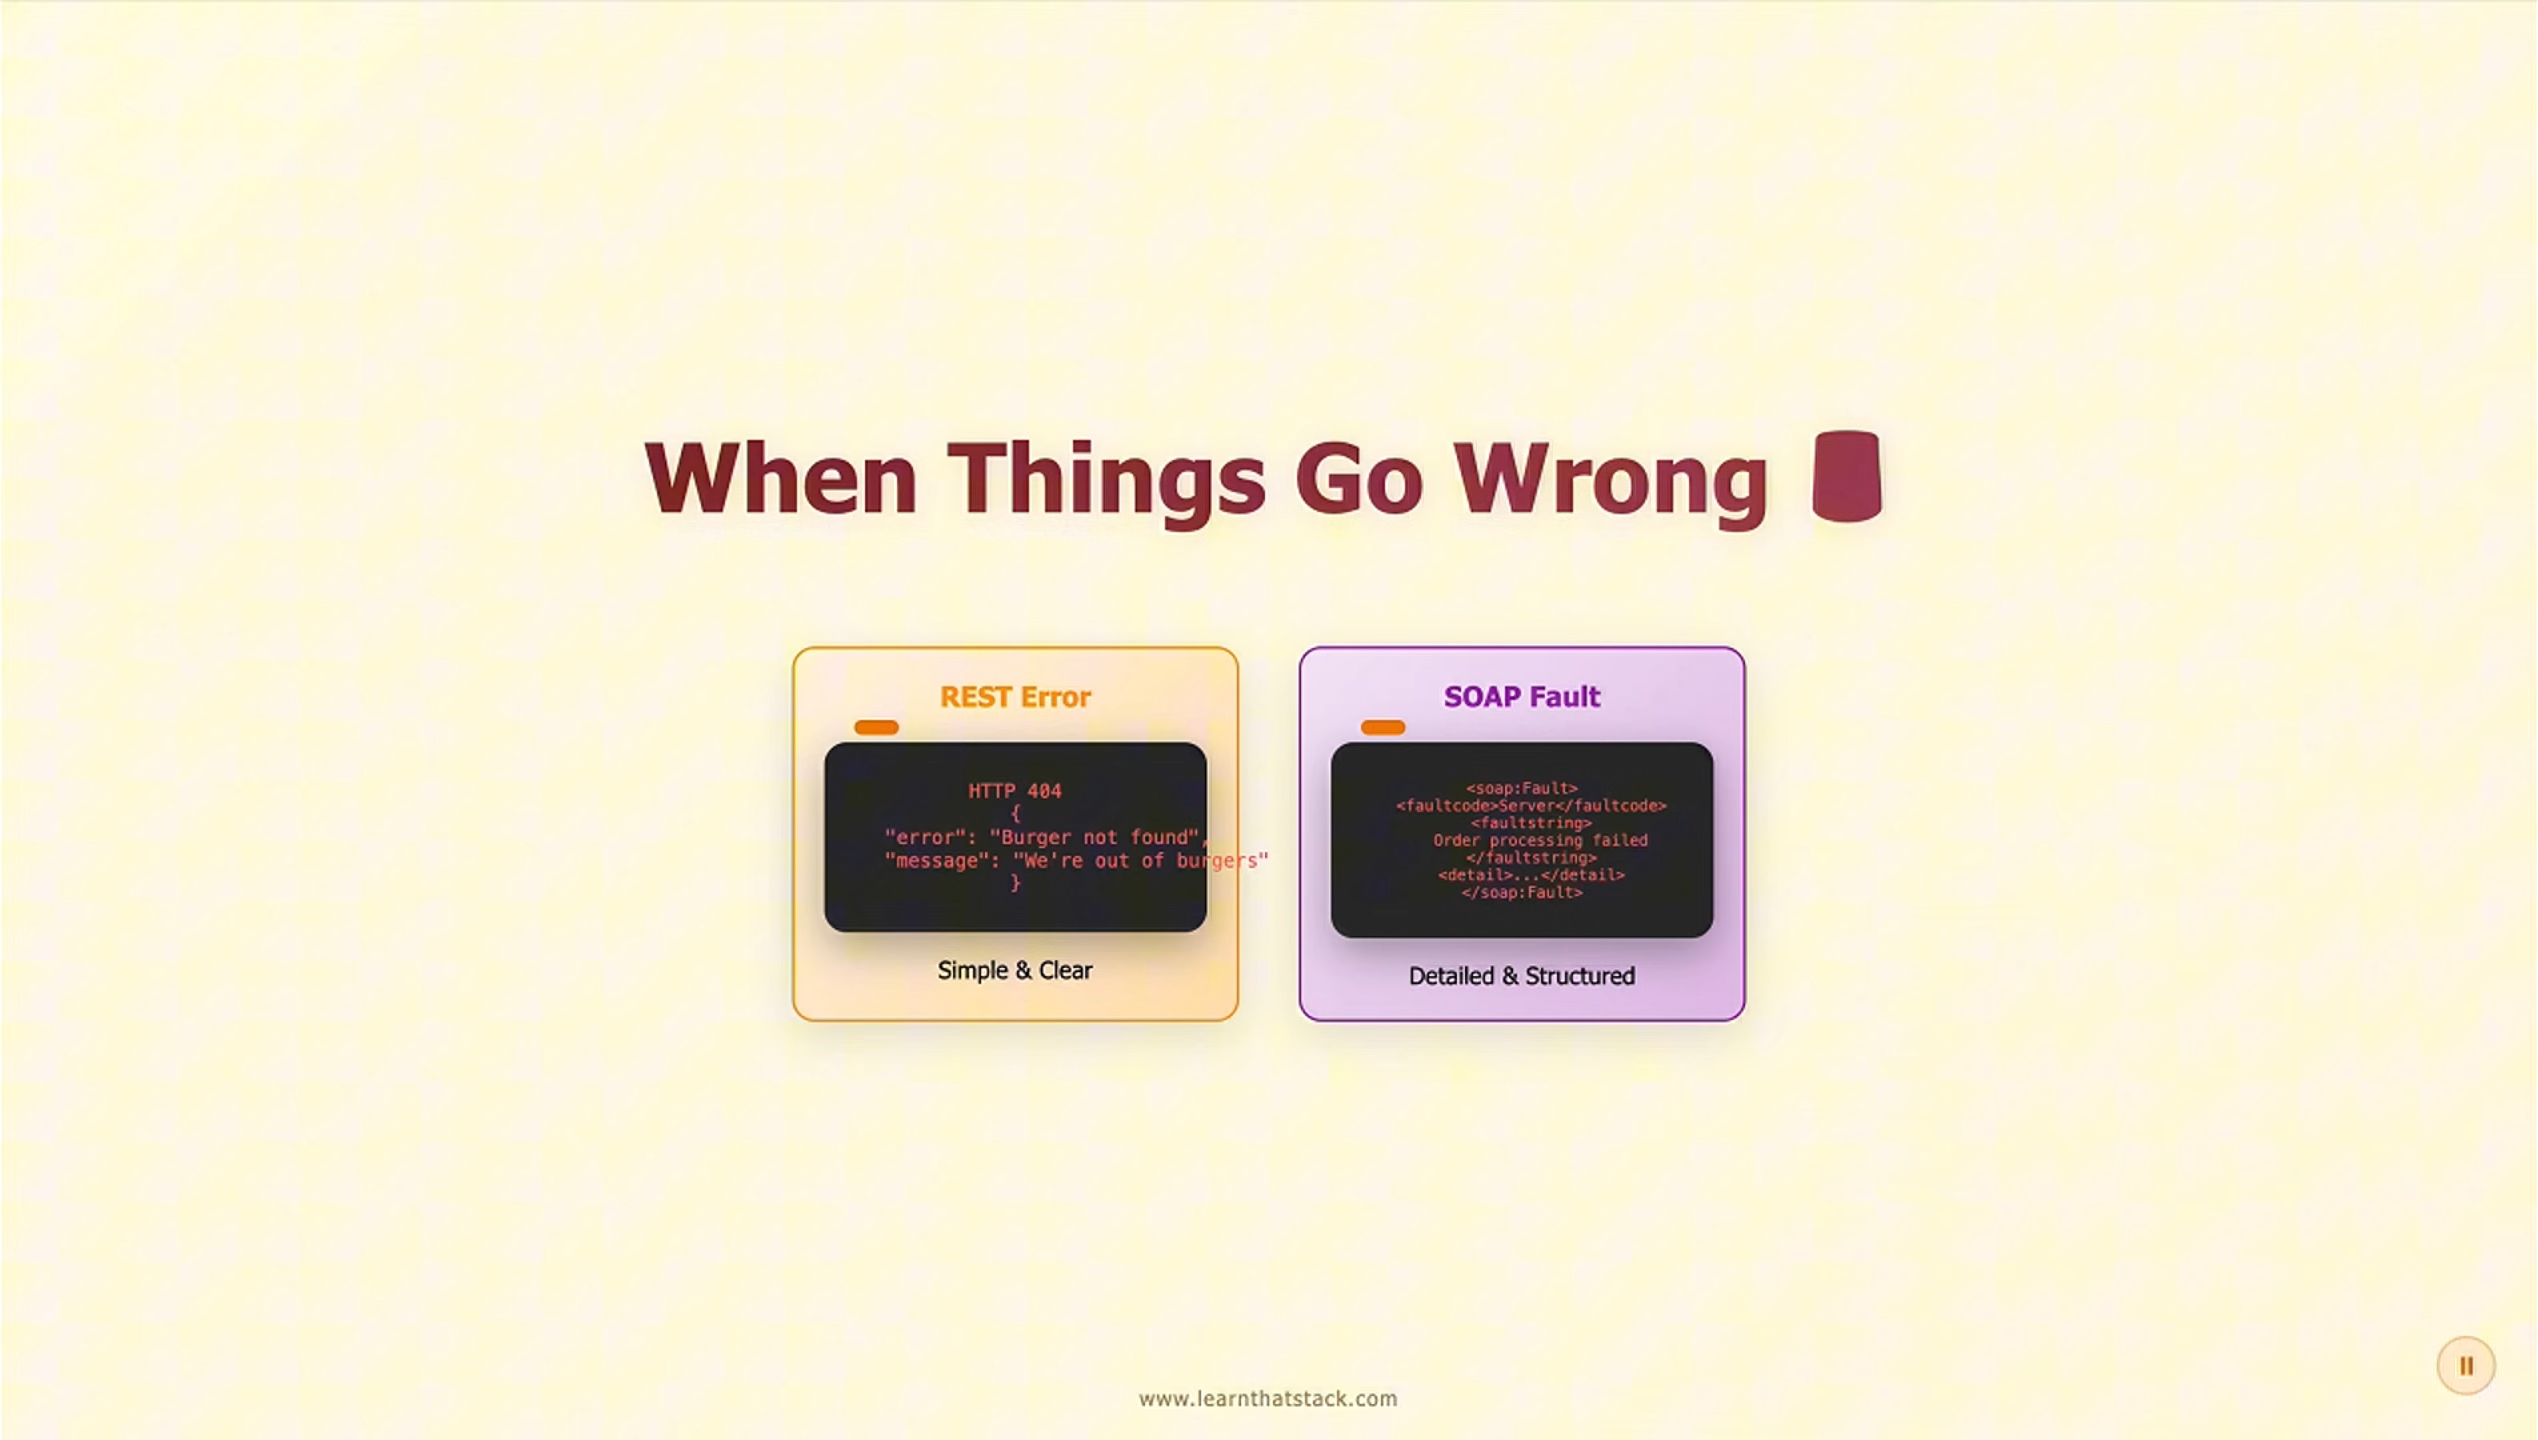 When Things Go Wrong
REST Error
HTTP 404
{
"error": "Burger not found",
"message": "We're out of burgers"
}
Simple & Clear
SOAP Fault
<soap:Fault>
<faultcode>Server</faultcode>
<faultstring>
Order processing failed
</faultstring>
<detail>...</detail>
</soap:Fault>
Detailed & Structured
www.learnthatstack.com